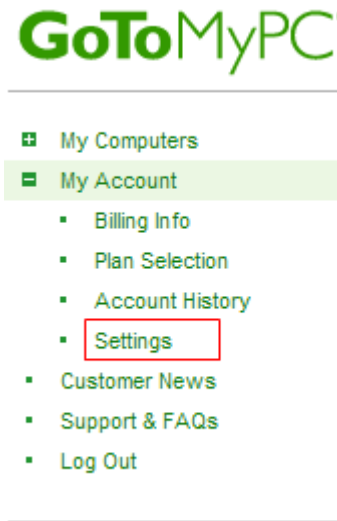 GoToMyPC
My Computers
My Account
Billing Info
Plan Selection
Account History
Settings
Customer News
Support & FAQs
Log Out